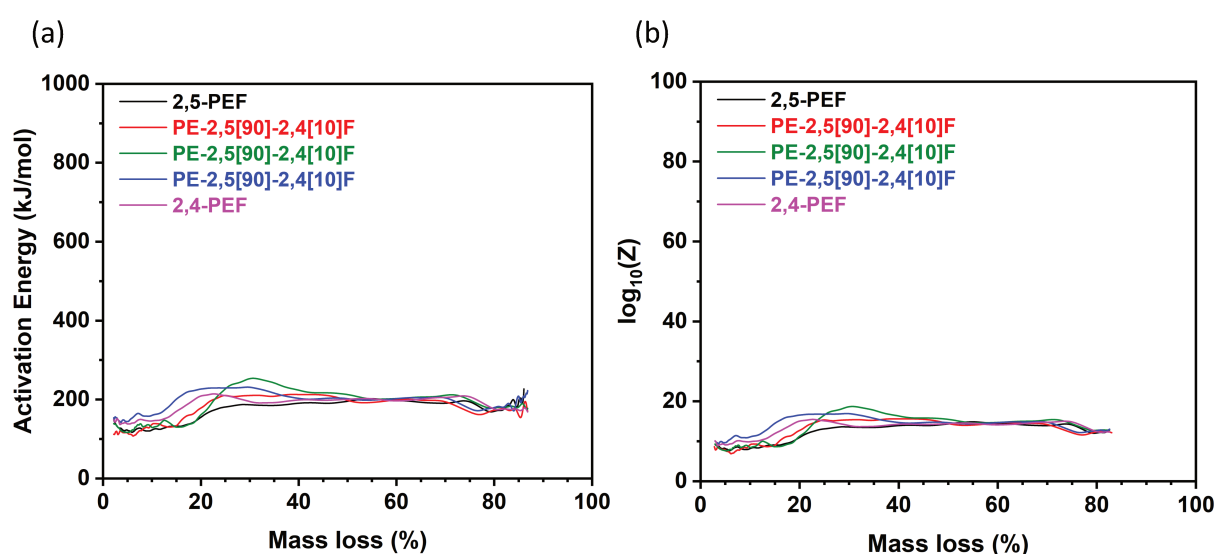 (a)
1000
800
600
400
200
0
0 20 40 60 80 100
Activation Energy (kJ/mol)
Mass loss (%)
2,5-PEF
PE-2,5[90]-2,4[10]F
PE-2,5[90]-2,4[10]F
PE-2,5[90]-2,4[10]F
2,4-PEF
(b)
100
80
60
40
20
0
0 20 40 60 80 100
log₁₀(Z)
Mass loss (%)
2,5-PEF
PE-2,5[90]-2,4[10]F
PE-2,5[90]-2,4[10]F
PE-2,5[90]-2,4[10]F
2,4-PEF